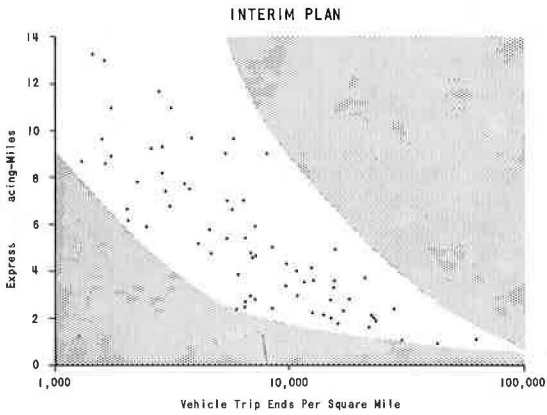 INTERIM PLAN
14
12
10
8
6
4
2
0
Express acing-Miles
1,000 10,000 100,000
Vehicle Trip Ends Per Square Mile